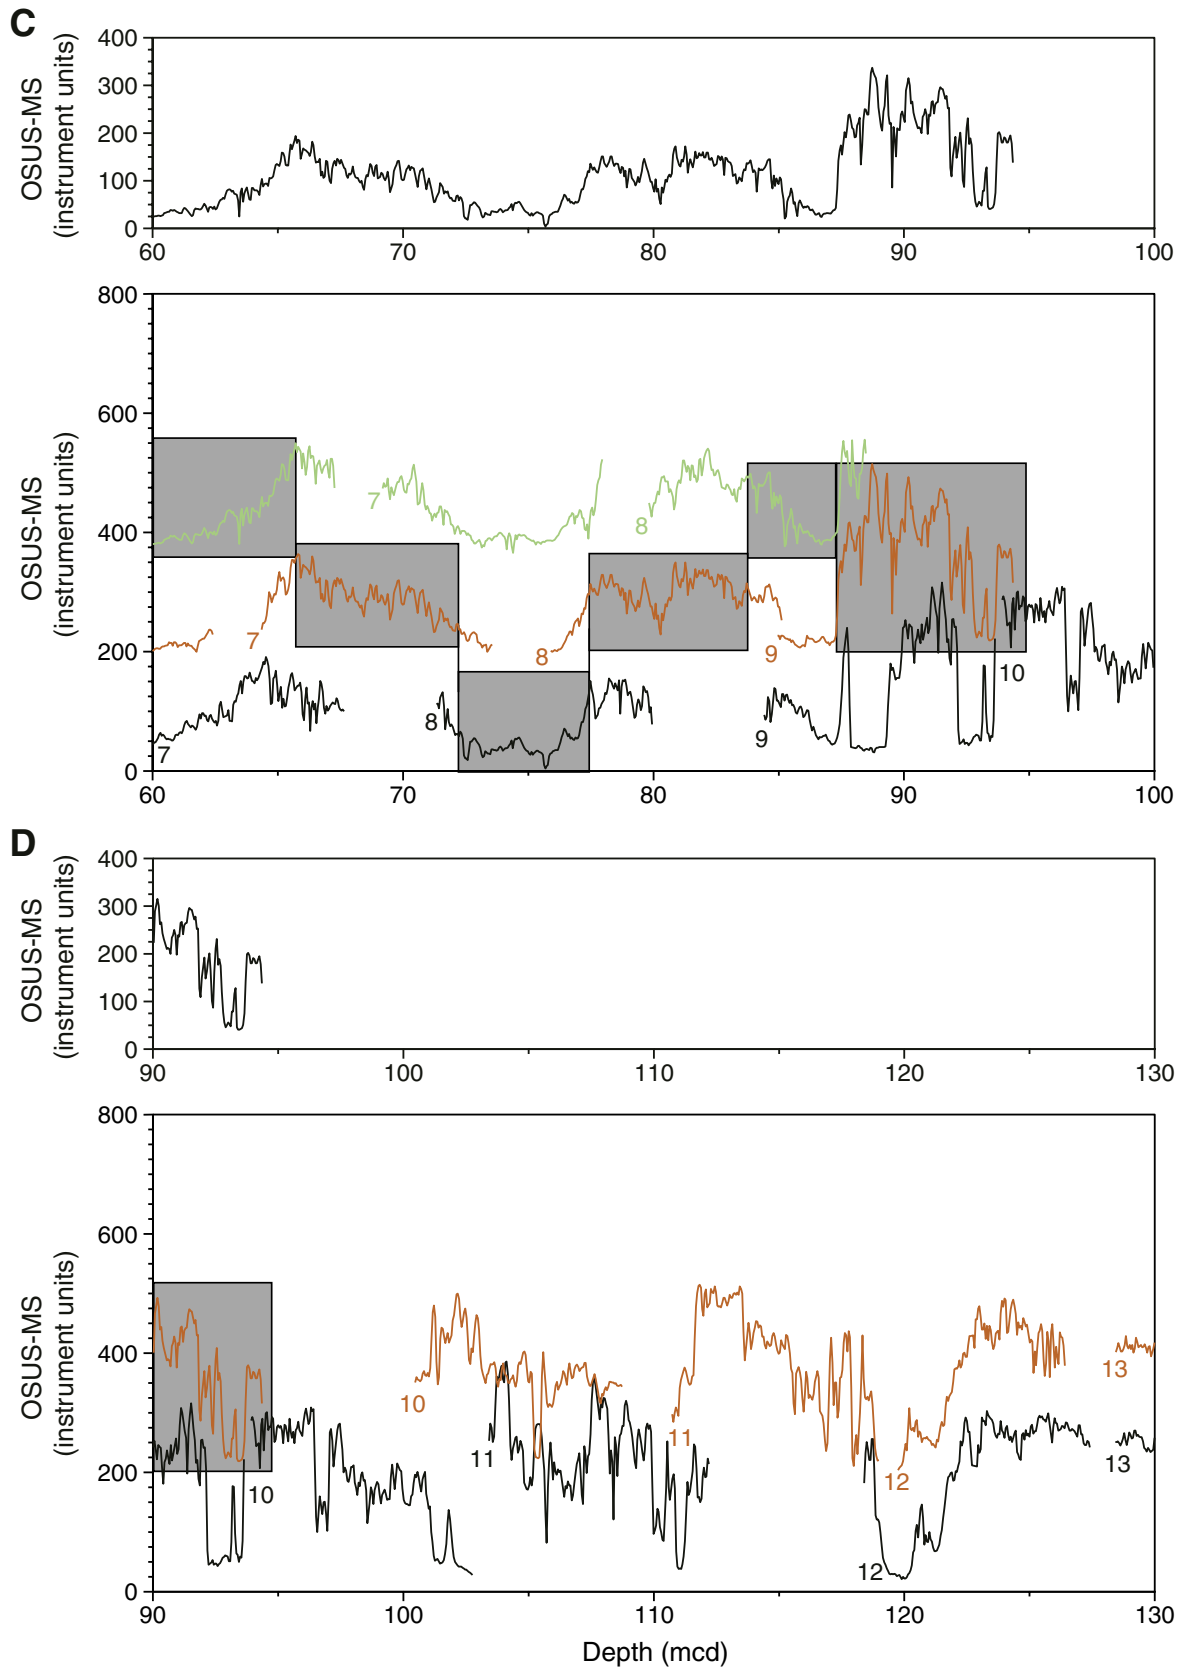 C
OSUS-MS
(instrument units)
400
300
200
100
0
60 70 80 90 100
OSUS-MS
(instrument units)
800
600
400
200
0
7 8
7 8 9
7 8 9 10
60 70 80 90 100
D
OSUS-MS
(instrument units)
400
300
200
100
0
90 100 110 120 130
OSUS-MS
(instrument units)
800
600
400
200
0
10 11 12 13
10 11 12 13
90 100 110 120 130
Depth (mcd)